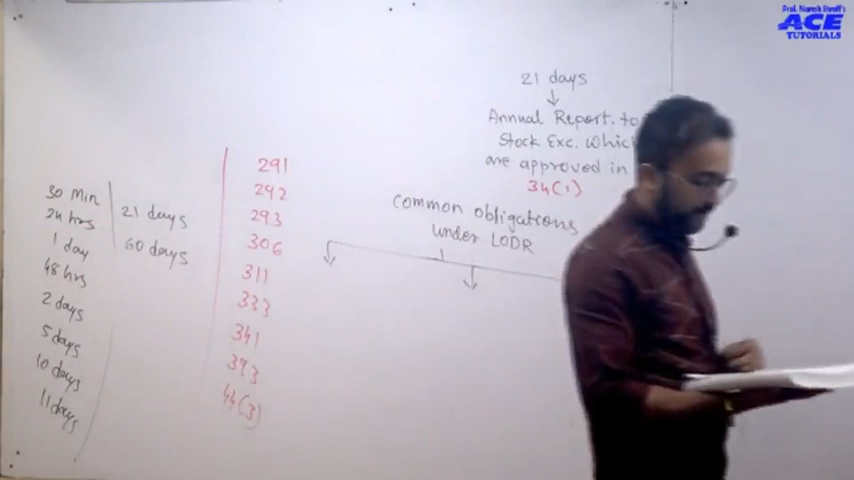 Prof. Naresh Shroff's
ACE
TUTORIALS
21 days
Annual Report. to
Stock Exc. which
are approved in
34(1)
Common obligations
under LODR
30 Min
24 hrs
1 day
48 hrs
2 days
5 days
10 days
11 days
21 days
60 days
291
292
293
306
311
333
341
393
44(3)